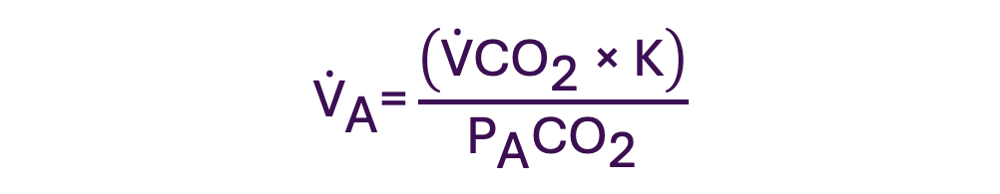 V̇A = (V̇CO₂ × K)
PACO₂